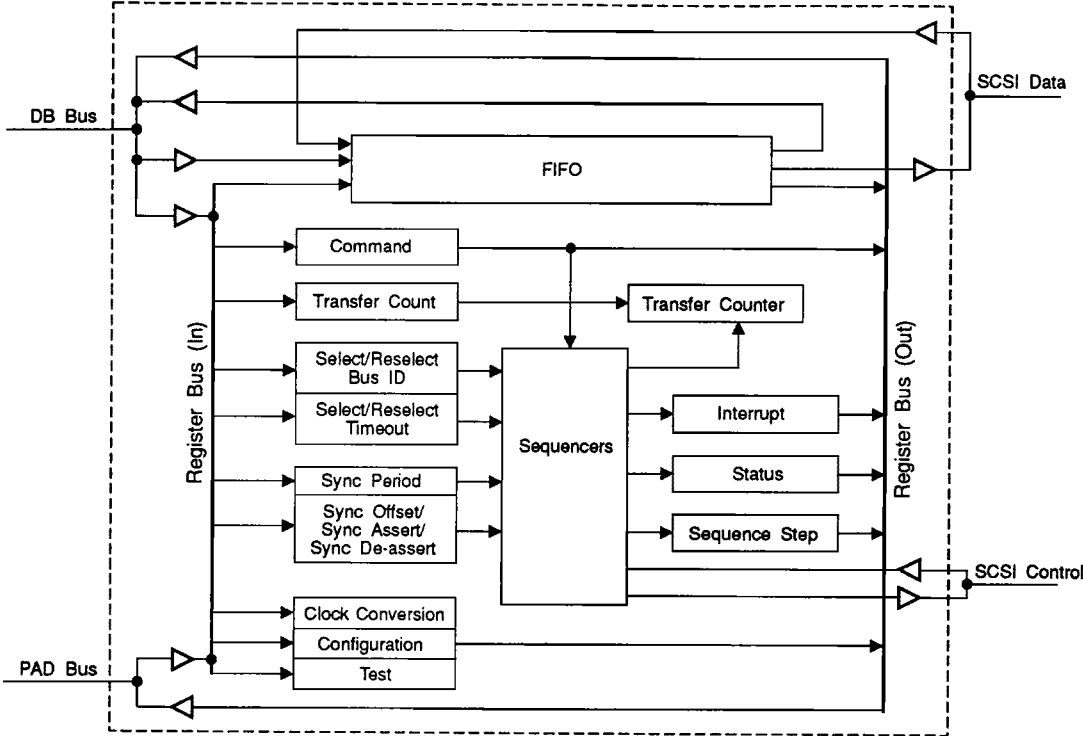 SCSI Data
DB Bus
FIFO
Command
Transfer Count
Transfer Counter
Register Bus (In)
Register Bus (Out)
Select/Reselect
Bus ID
Select/Reselect
Timeout
Sequencers
Interrupt
Sync Period
Status
Sync Offset/
Sync Assert/
Sync De-assert
Sequence Step
SCSI Control
Clock Conversion
Configuration
Test
PAD Bus